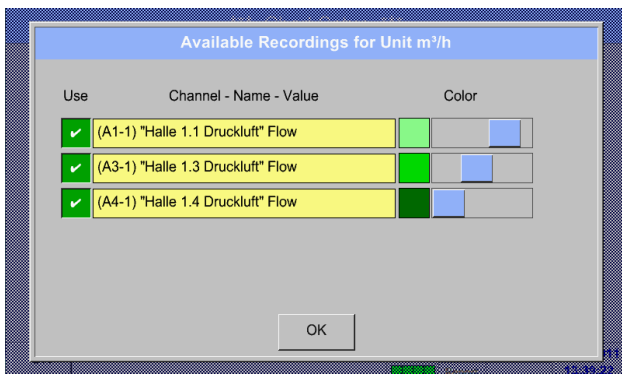 Available Recordings for Unit m³/h
Use Channel - Name - Value Color
(A1-1) "Halle 1.1 Druckluft" Flow
(A3-1) "Halle 1.3 Druckluft" Flow
(A4-1) "Halle 1.4 Druckluft" Flow
OK
13:39:22